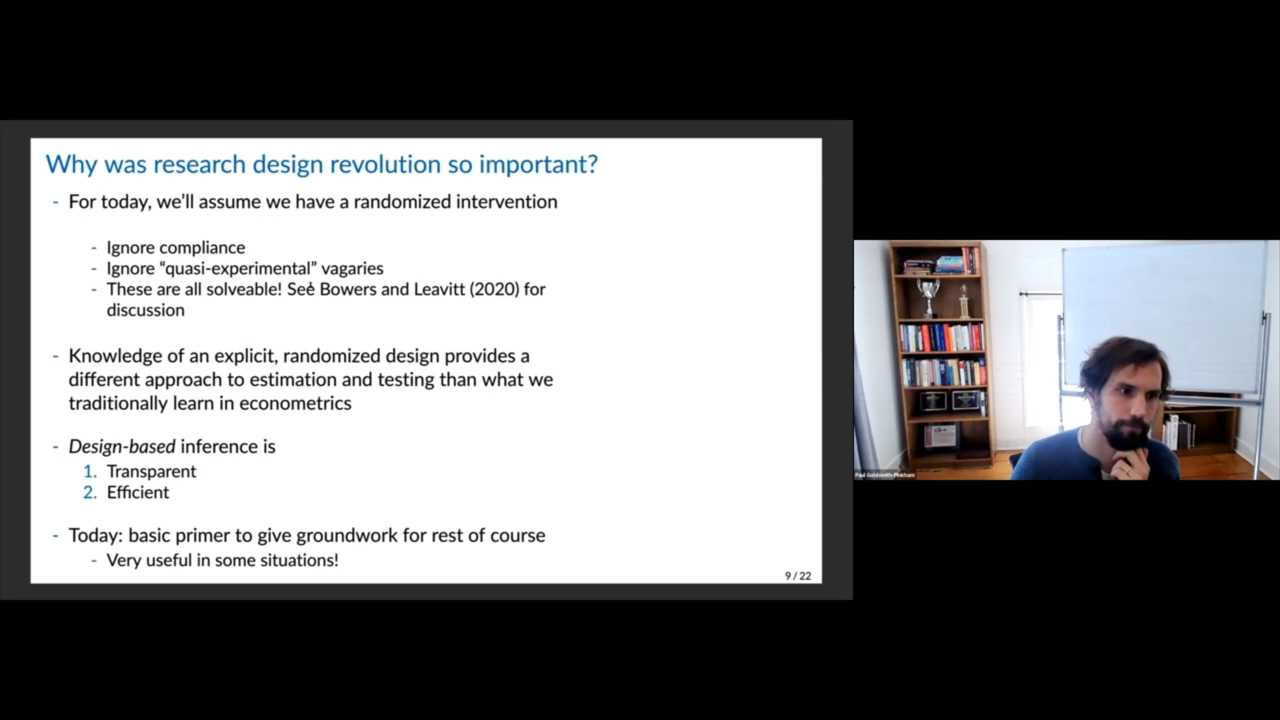 Why was research design revolution so important?
- For today, we'll assume we have a randomized intervention
- Ignore compliance
- Ignore “quasi-experimental” vagaries
- These are all solveable! See Bowers and Leavitt (2020) for
discussion
- Knowledge of an explicit, randomized design provides a
different approach to estimation and testing than what we
traditionally learn in econometrics
- Design-based inference is
1. Transparent
2. Efficient
- Today: basic primer to give groundwork for rest of course
- Very useful in some situations!
9 / 22
Paul Goldsmith-Pinkham